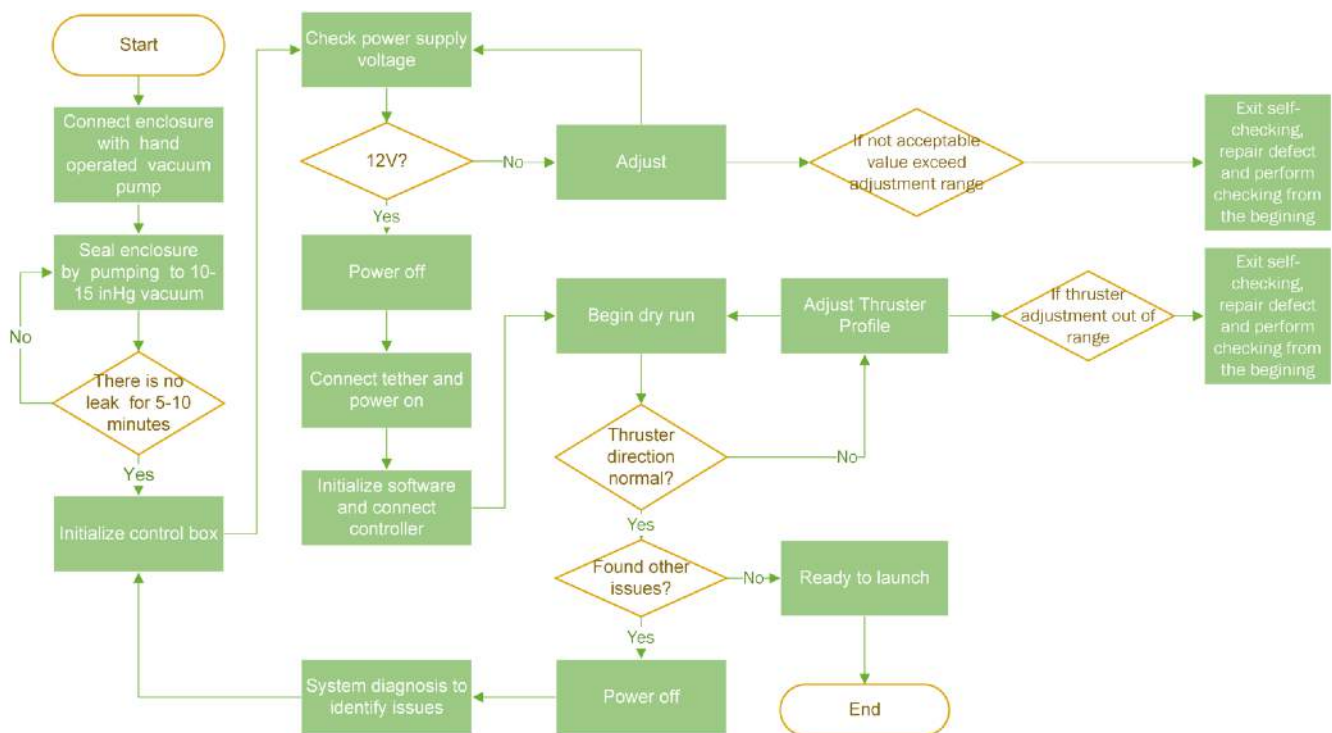 Start
Connect enclosure
with hand
operated vacuum
pump
Seal enclosure
by pumping to 10-
15 inHg vacuum
No
There is no
leak for 5-10
minutes
Yes
Initialize control box
Check power supply
voltage
12V?
No
Adjust
If not acceptable
value exceed
adjustment range
Exit self-
checking,
repair defect
and perform
checking from
the begining
Yes
Power off
Connect tether and
power on
Initialize software
and connect
controller
Begin dry run
Adjust Thruster
Profile
If thruster
adjustment out of
range
Exit self-
checking,
repair defect
and perform
checking from
the begining
Thruster
direction
normal?
No
Yes
Found other
issues?
No
Ready to launch
Yes
System diagnosis to
identify issues
Power off
End